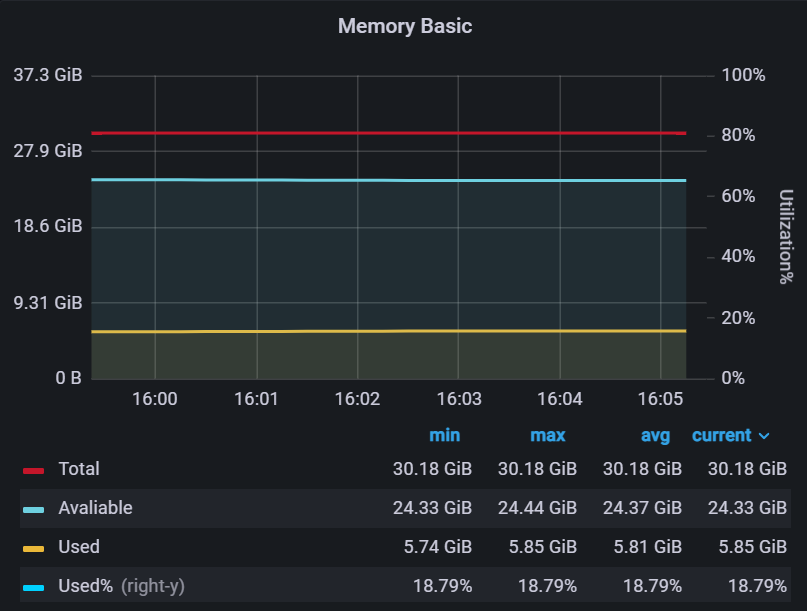 Memory Basic
37.3 GiB
27.9 GiB
18.6 GiB
9.31 GiB
0 B
100%
80%
60%
40%
20%
0%
Utilization%
16:00 16:01 16:02 16:03 16:04 16:05
min max avg current
Total 30.18 GiB 30.18 GiB 30.18 GiB 30.18 GiB
Avaliable 24.33 GiB 24.44 GiB 24.37 GiB 24.33 GiB
Used 5.74 GiB 5.85 GiB 5.81 GiB 5.85 GiB
Used% (right-y) 18.79% 18.79% 18.79% 18.79%